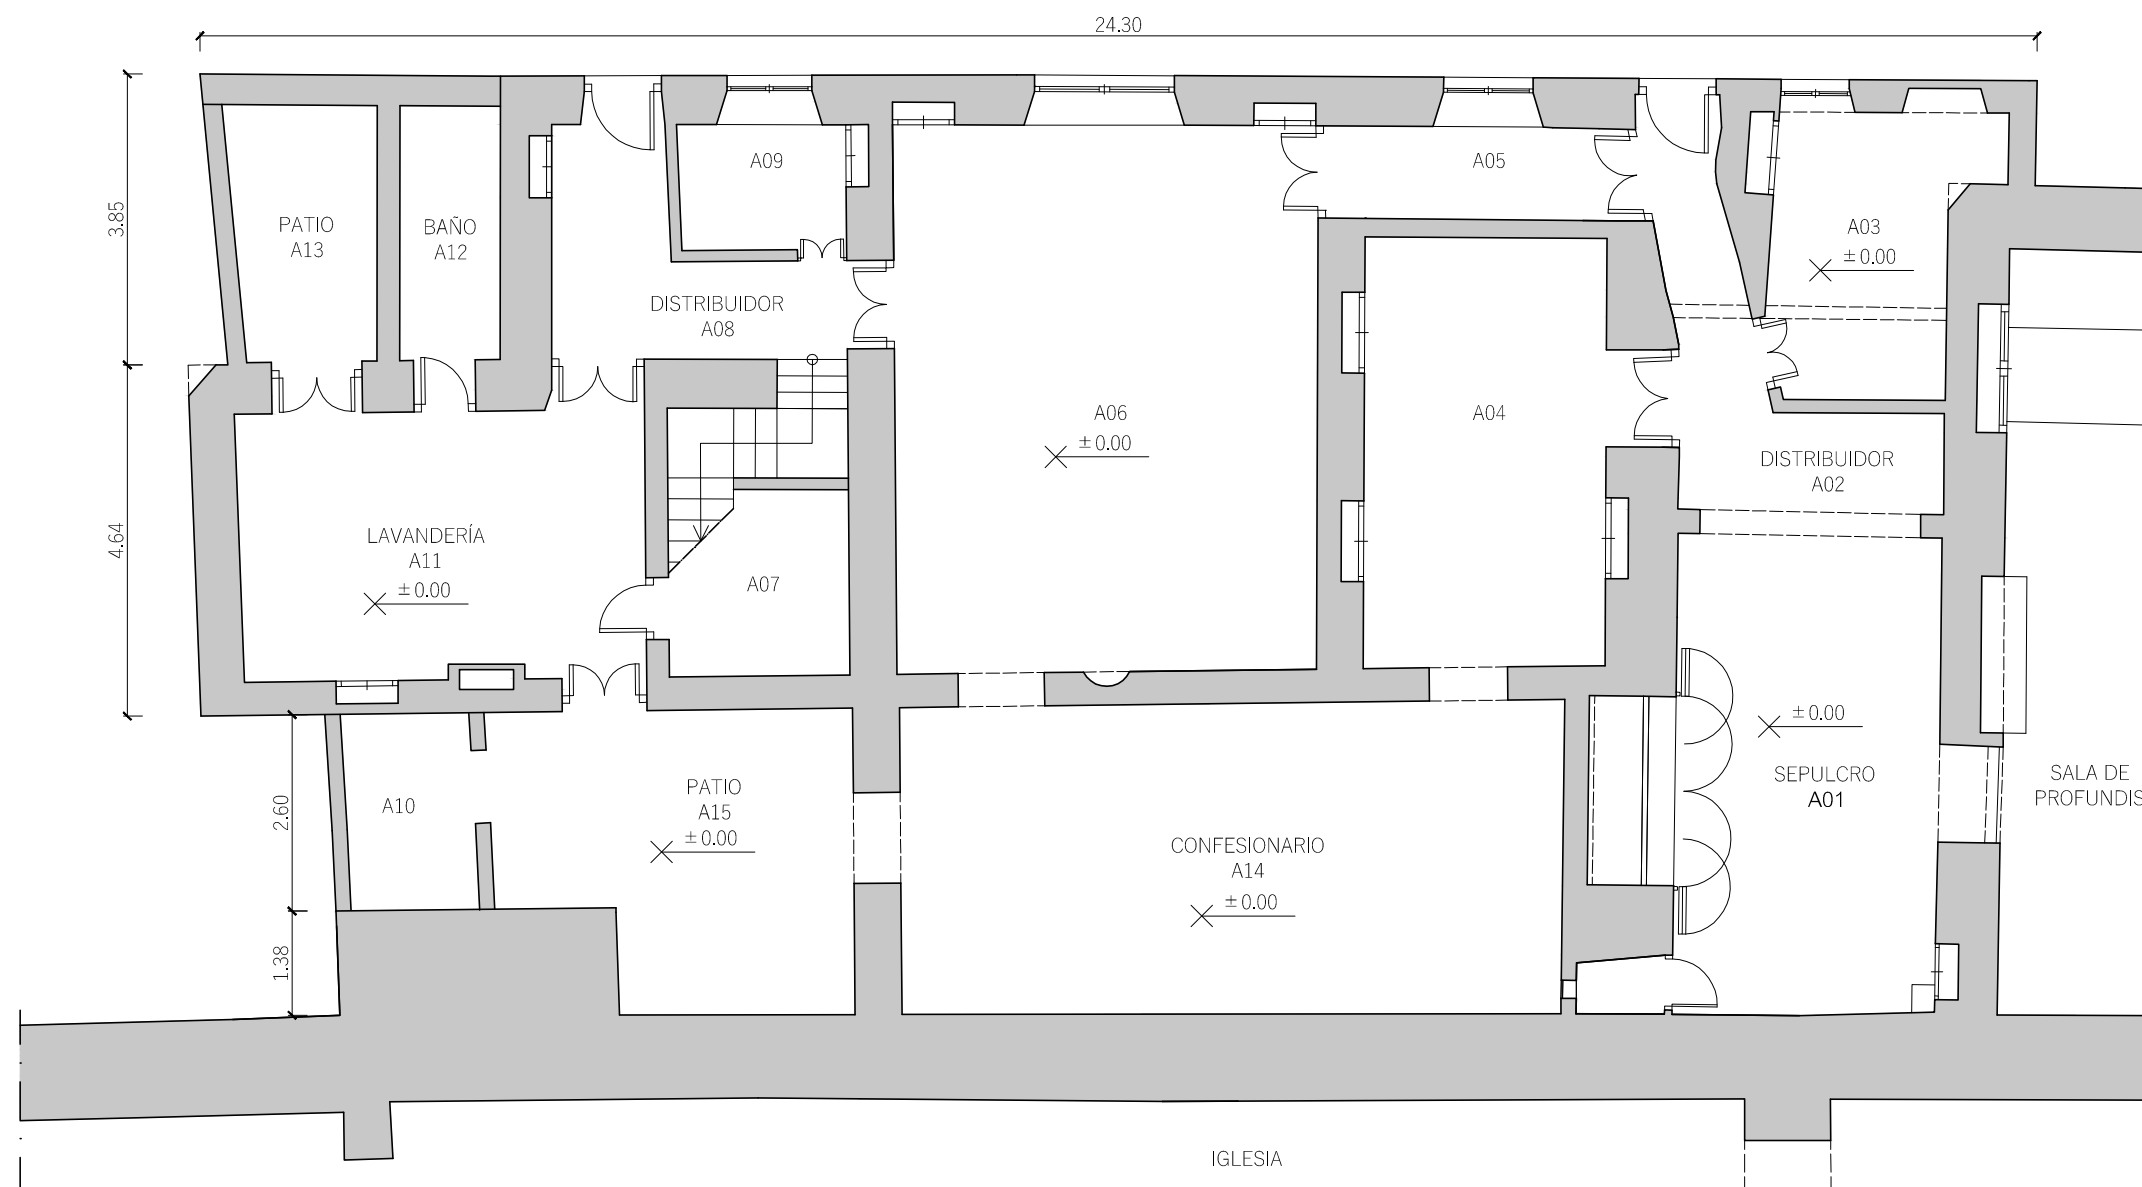 24.30
3.85
4.64
2.60
1.38
PATIO
A13
BAÑO
A12
A09
A05
A03
±0.00
DISTRIBUIDOR
A08
A06
±0.00
A04
DISTRIBUIDOR
A02
LAVANDERÍA
A11
±0.00
A07
A10
PATIO
A15
±0.00
CONFESIONARIO
A14
±0.00
±0.00
SEPULCRO
A01
SALA DE
PROFUNDIS
IGLESIA